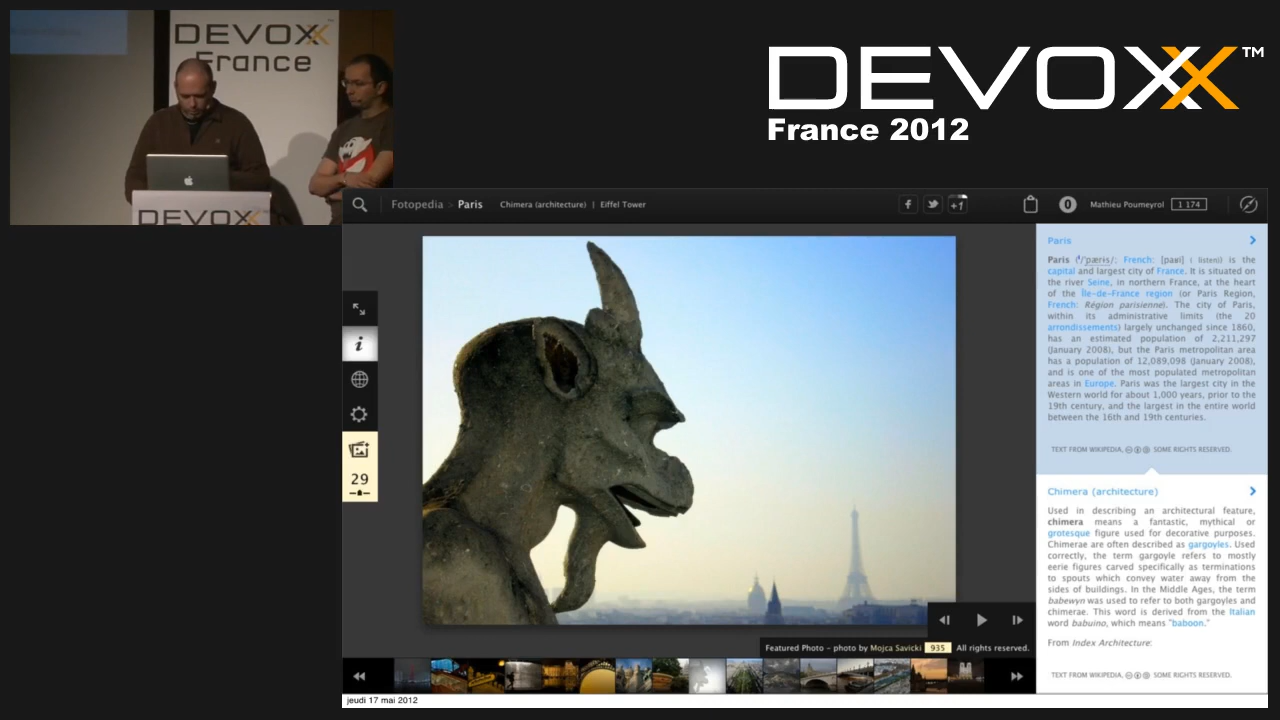 DEVOXX
France
DEVOXX
DEVOXX™
France 2012
Fotopedia > Paris Chimera (architecture) | Eiffel Tower
+1
0
Mathieu Poumeyrol 1 174
i
29
Featured Photo - photo by Mojca Savicki 935 All rights reserved.
Paris
Paris (/ˈpærɪs/; French: [paʁi] ( listen)) is the
capital and largest city of France. It is situated on
the river Seine, in northern France, at the heart
of the Île-de-France region (or Paris Region,
French: Région parisienne). The city of Paris,
within its administrative limits (the 20
arrondissements) largely unchanged since 1860,
has an estimated population of 2,211,297
(January 2008), but the Paris metropolitan area
has a population of 12,089,098 (January 2008),
and is one of the most populated metropolitan
areas in Europe. Paris was the largest city in the
Western world for about 1,000 years, prior to the
19th century, and the largest in the entire world
between the 16th and 19th centuries.
TEXT FROM WIKIPEDIA, SOME RIGHTS RESERVED.
Chimera (architecture)
Used in describing an architectural feature,
chimera means a fantastic, mythical or
grotesque figure used for decorative purposes.
Chimerae are often described as gargoyles. Used
correctly, the term gargoyle refers to mostly
eerie figures carved specifically as terminations
to spouts which convey water away from the
sides of buildings. In the Middle Ages, the term
babewyn was used to refer to both gargoyles and
chimerae. This word is derived from the Italian
word babuino, which means "baboon."
From Index Architecture:
TEXT FROM WIKIPEDIA, SOME RIGHTS RESERVED.
jeudi 17 mai 2012